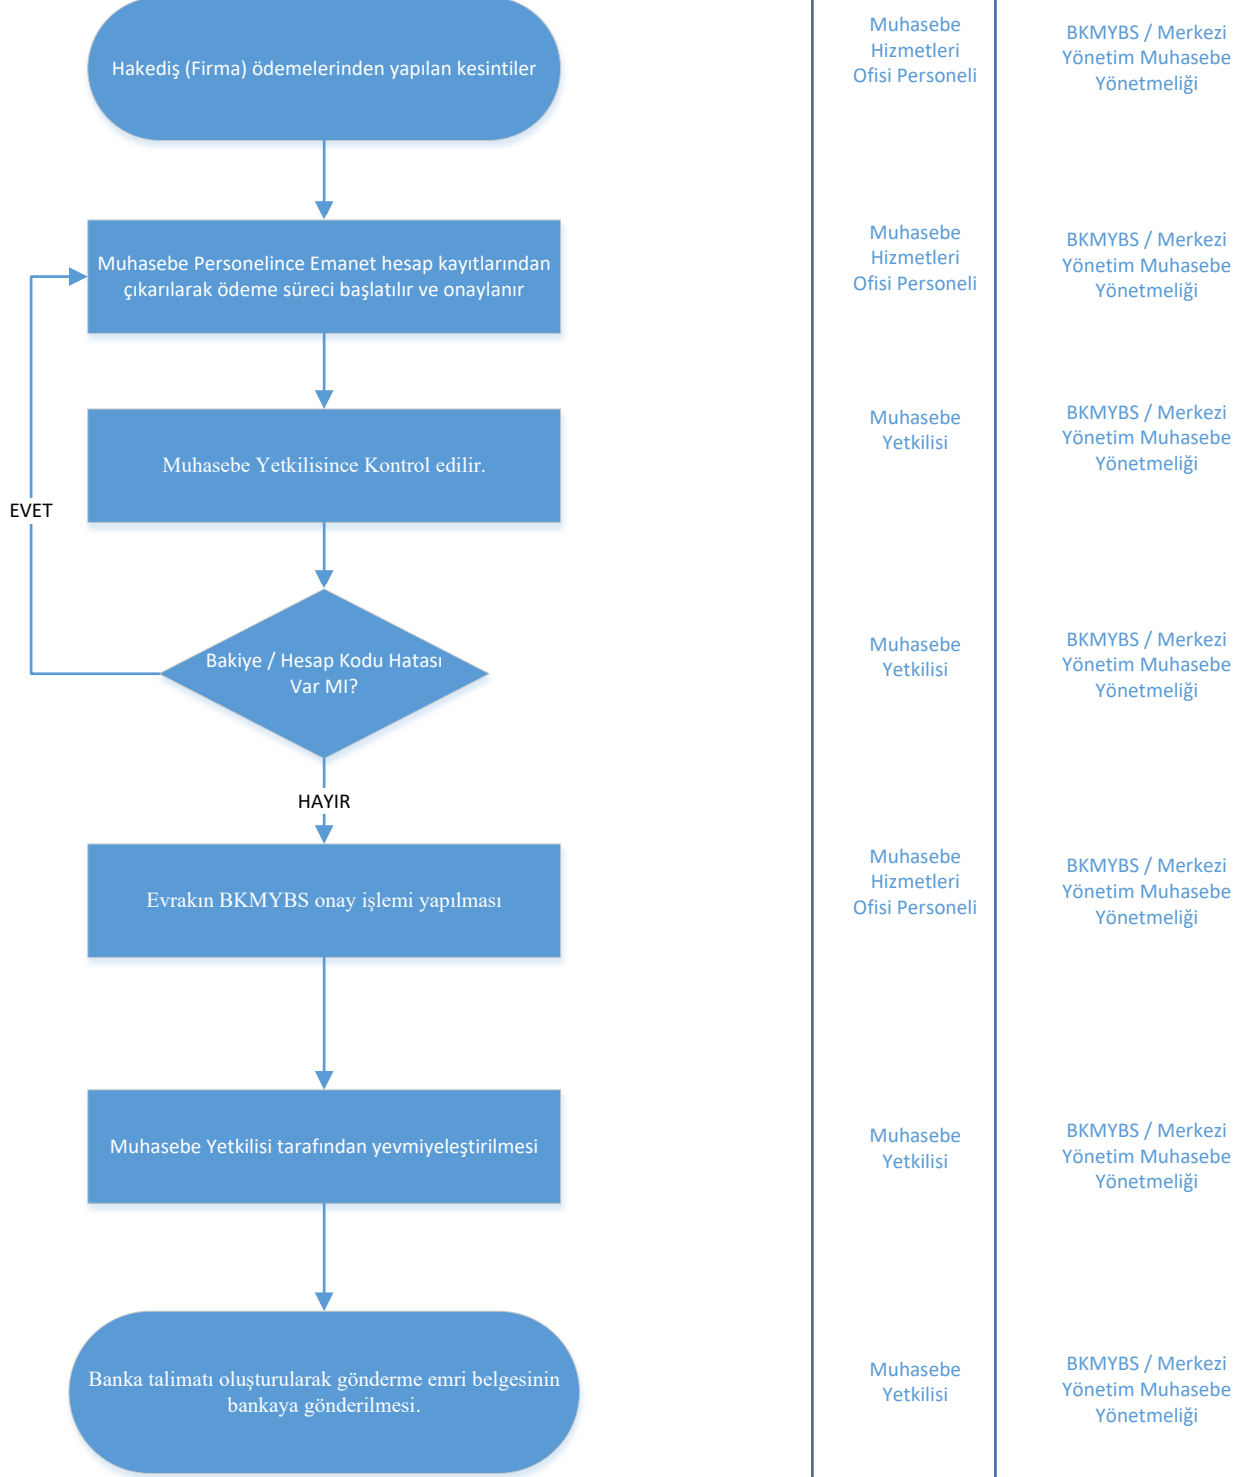 Hakediş (Firma) ödemelerinden yapılan kesintiler
Muhasebe
Hizmetleri
Ofisi Personeli
BKMYBS / Merkezi
Yönetim Muhasebe
Yönetmeliği
Muhasebe Personelince Emanet hesap kayıtlarından
çıkarılarak ödeme süreci başlatılır ve onaylanır
Muhasebe
Hizmetleri
Ofisi Personeli
BKMYBS / Merkezi
Yönetim Muhasebe
Yönetmeliği
Muhasebe Yetkilisince Kontrol edilir.
Muhasebe
Yetkilisi
BKMYBS / Merkezi
Yönetim Muhasebe
Yönetmeliği
EVET
Bakiye / Hesap Kodu Hatası
Var MI?
Muhasebe
Yetkilisi
BKMYBS / Merkezi
Yönetim Muhasebe
Yönetmeliği
HAYIR
Evrakın BKMYBS onay işlemi yapılması
Muhasebe
Hizmetleri
Ofisi Personeli
BKMYBS / Merkezi
Yönetim Muhasebe
Yönetmeliği
Muhasebe Yetkilisi tarafından yevmiyeleştirilmesi
Muhasebe
Yetkilisi
BKMYBS / Merkezi
Yönetim Muhasebe
Yönetmeliği
Banka talimatı oluşturularak gönderme emri belgesinin
bankaya gönderilmesi.
Muhasebe
Yetkilisi
BKMYBS / Merkezi
Yönetim Muhasebe
Yönetmeliği